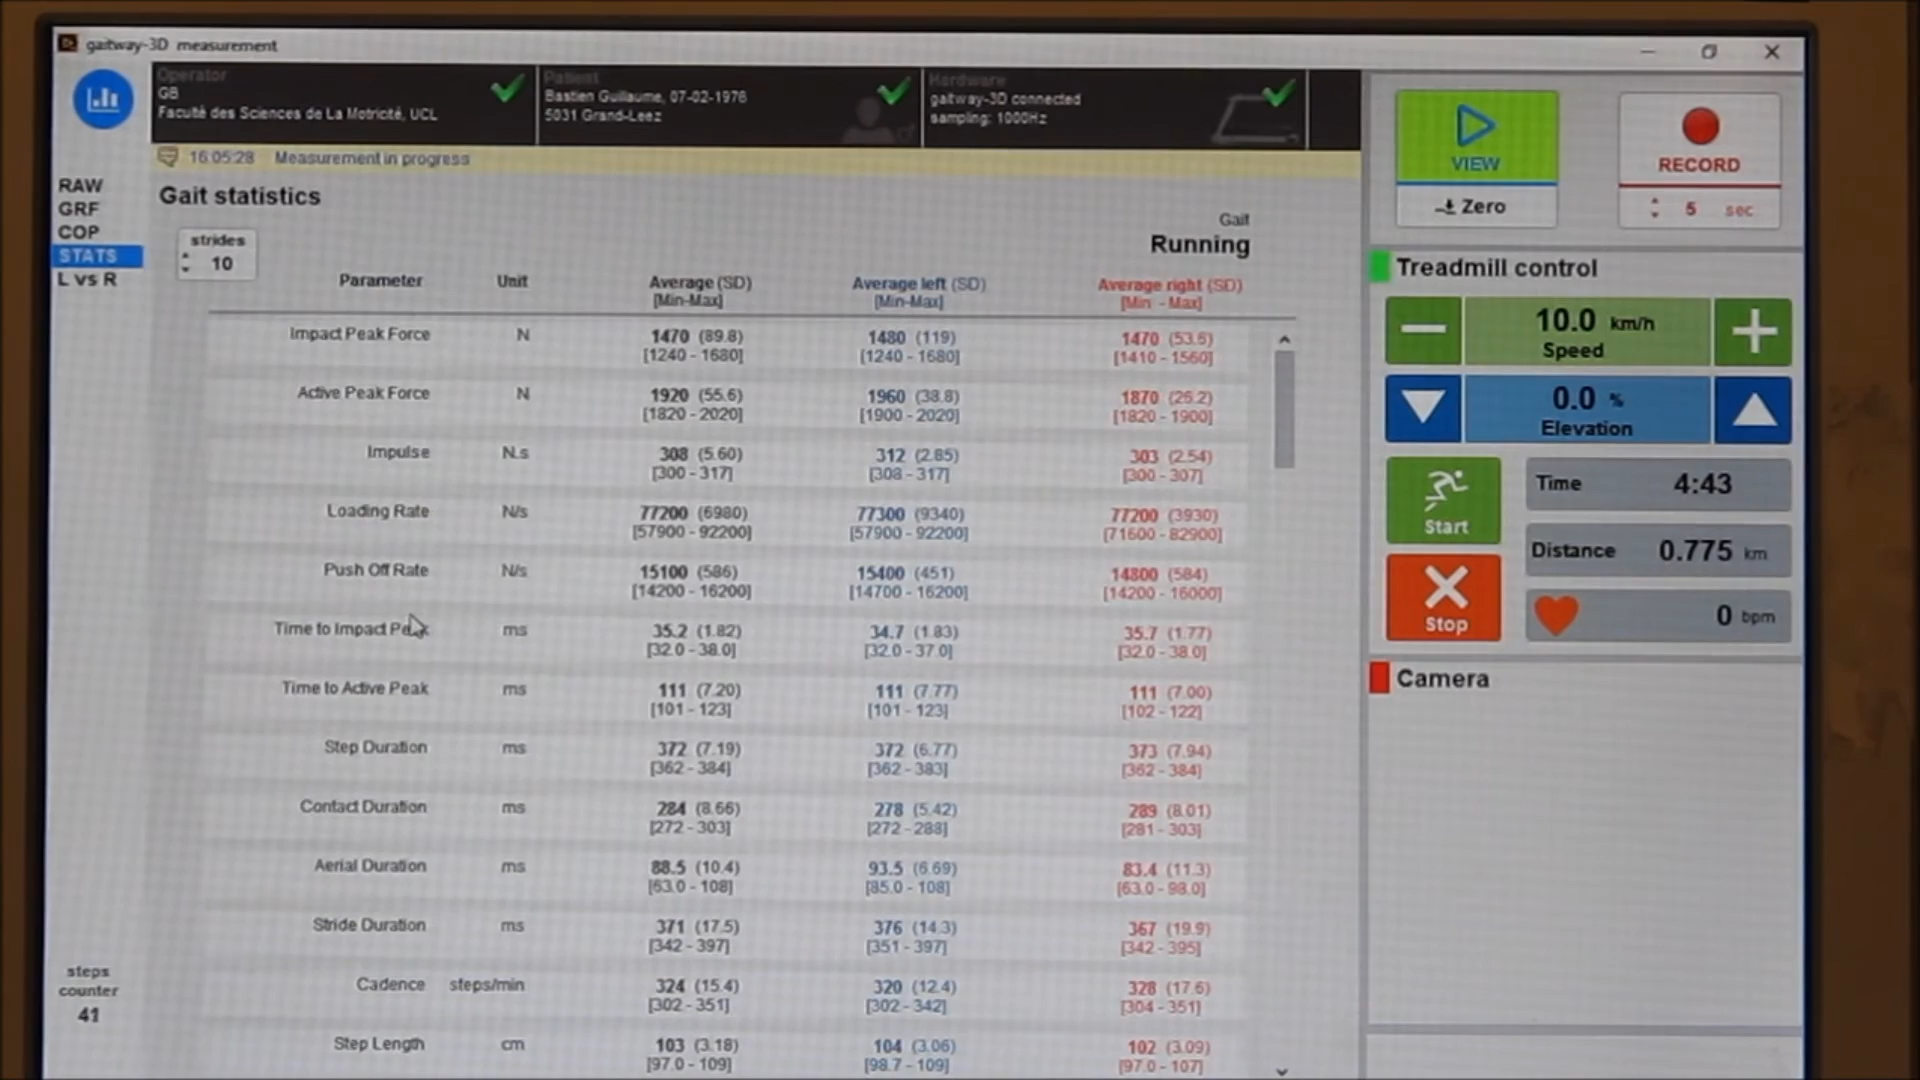 gaitway-3D measurement
Operator
GB
Faculté des Sciences de La Motricité, UCL
Patient
Bastien Guillaume, 07-02-1976
5031 Grand-Leez
Hardware
gaitway-3D connected
sampling: 1000Hz
16:05:28 Measurement in progress
RAW
GRF
COP
STATS
L vs R
Gait statistics
strides
10
Gait
Running
Parameter Unit Average (SD) Average left (SD) Average right (SD)
[Min-Max] [Min-Max] [Min - Max]
Impact Peak Force N 1470 (89.8) 1480 (119) 1470 (53.6)
[1240 - 1680] [1240 - 1680] [1410 - 1560]
Active Peak Force N 1920 (55.6) 1960 (38.8) 1870 (26.2)
[1820 - 2020] [1900 - 2020] [1820 - 1900]
Impulse N.s 308 (5.60) 312 (2.85) 303 (2.54)
[300 - 317] [308 - 317] [300 - 307]
Loading Rate N/s 77200 (6980) 77300 (9340) 77200 (3930)
[57900 - 92200] [57900 - 92200] [71600 - 82900]
Push Off Rate N/s 15100 (586) 15400 (451) 14800 (584)
[14200 - 16200] [14700 - 16200] [14200 - 16000]
Time to Impact Peak ms 35.2 (1.82) 34.7 (1.83) 35.7 (1.77)
[32.0 - 38.0] [32.0 - 37.0] [32.0 - 38.0]
Time to Active Peak ms 111 (7.20) 111 (7.77) 111 (7.00)
[101 - 123] [101 - 123] [102 - 122]
Step Duration ms 372 (7.19) 372 (6.77) 373 (7.94)
[362 - 384] [362 - 383] [362 - 384]
Contact Duration ms 284 (8.66) 278 (5.42) 289 (8.01)
[272 - 303] [272 - 288] [281 - 303]
Aerial Duration ms 88.5 (10.4) 93.5 (6.69) 83.4 (11.3)
[63.0 - 108] [85.0 - 108] [63.0 - 98.0]
Stride Duration ms 371 (17.5) 376 (14.3) 367 (19.9)
[342 - 397] [351 - 397] [342 - 395]
Cadence steps/min 324 (15.4) 320 (12.4) 328 (17.6)
[302 - 351] [302 - 342] [304 - 351]
Step Length cm 103 (3.18) 104 (3.06) 102 (3.09)
[97.0 - 109] [98.7 - 109] [97.0 - 107]
steps
counter
41
VIEW
Zero
RECORD
5 sec
Treadmill control
10.0 km/h
Speed
0.0 %
Elevation
Start
Time 4:43
Distance 0.775 km
Stop
0 bpm
Camera